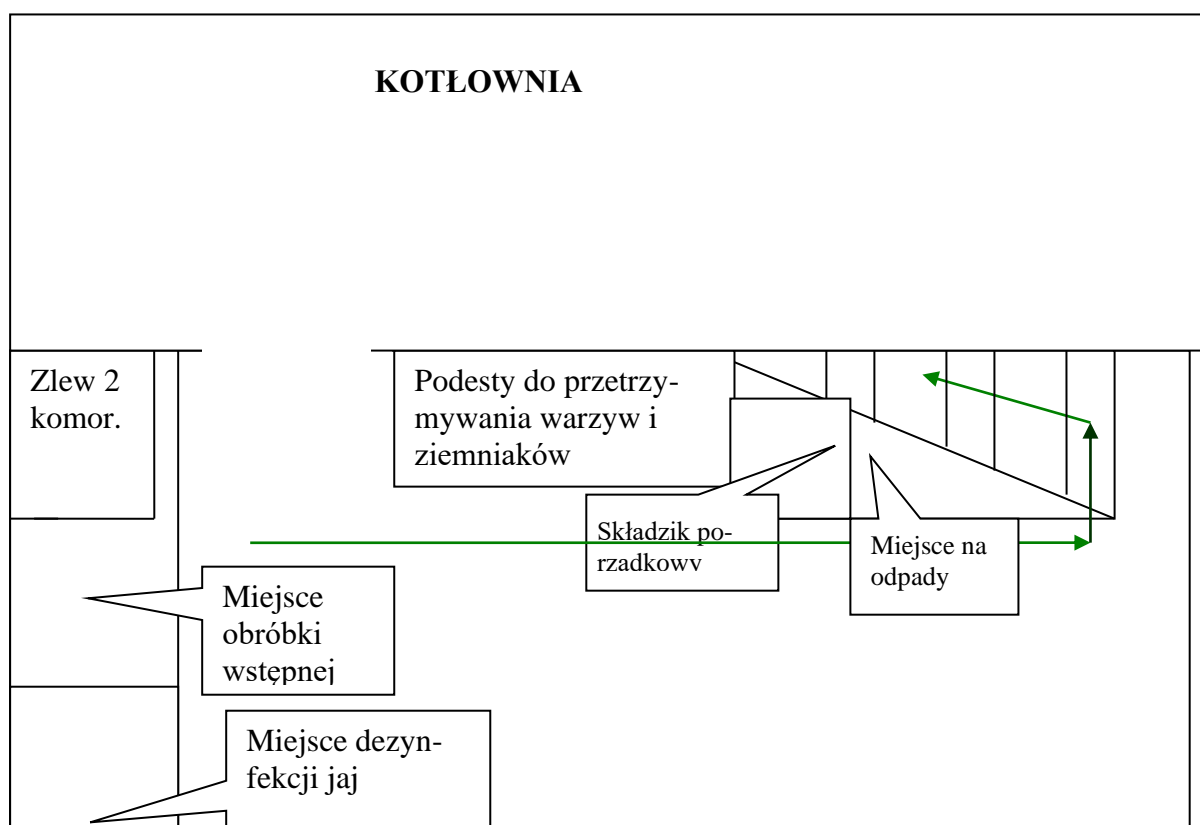 KOTŁOWNIA
Zlew 2
komor.
Podesty do przetrzy-
mywania warzyw i
ziemniaków
Składzik po-
rzadkowy
Miejsce na
odpady
Miejsce
obróbki
wstępnej
Miejsce dezyn-
fekcji jaj